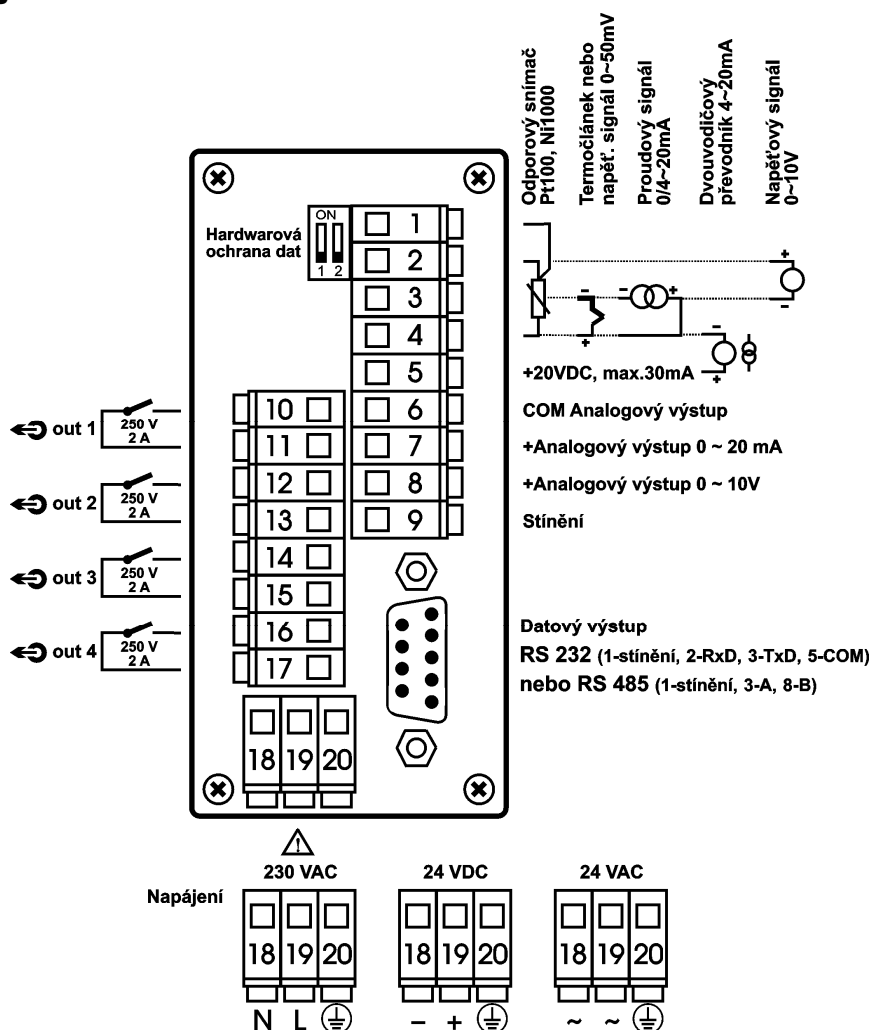 Odporový snímač
Pt100, Ni1000
Termočlánek nebo
napěť. signál 0~50mV
Proudový signál
0/4~20mA
Dvouvodičový
převodník 4~20mA
Napěťový signál
0~10V
Hardwarová
ochrana dat
ON
1 2
1
2
3
4
5
6
7
8
9
+
-
- - +
+
-
+
+20VDC, max.30mA
COM Analogový výstup
+Analogový výstup 0 ~ 20 mA
+Analogový výstup 0 ~ 10V
Stínění
out 1
250 V
2 A
out 2
250 V
2 A
out 3
250 V
2 A
out 4
250 V
2 A
10
11
12
13
14
15
16
17
Datový výstup
RS 232 (1-stínění, 2-RxD, 3-TxD, 5-COM)
nebo RS 485 (1-stínění, 3-A, 8-B)
18 19 20
Napájení
230 VAC
18 19 20
N L
24 VDC
18 19 20
– +
24 VAC
18 19 20
~ ~